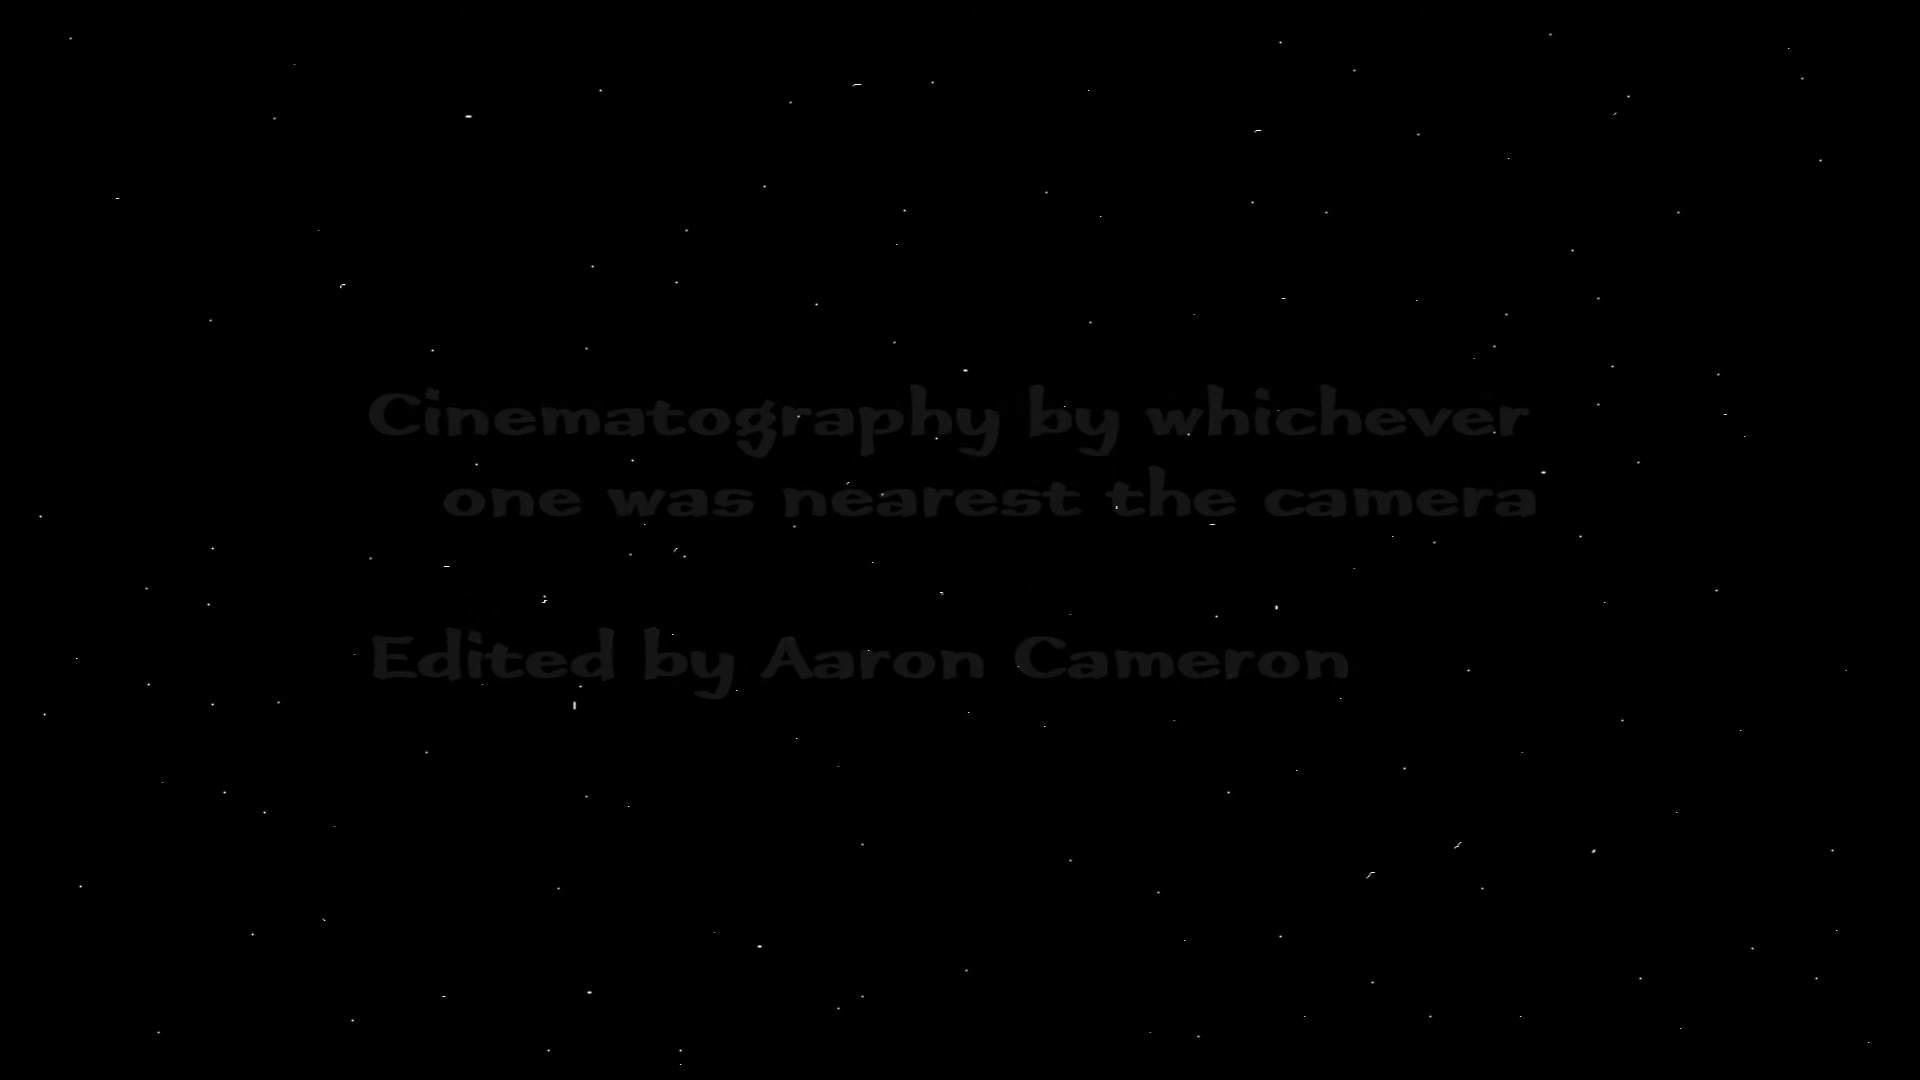 Cinematography by whichever
one was nearest the camera
Edited by Aaron Cameron